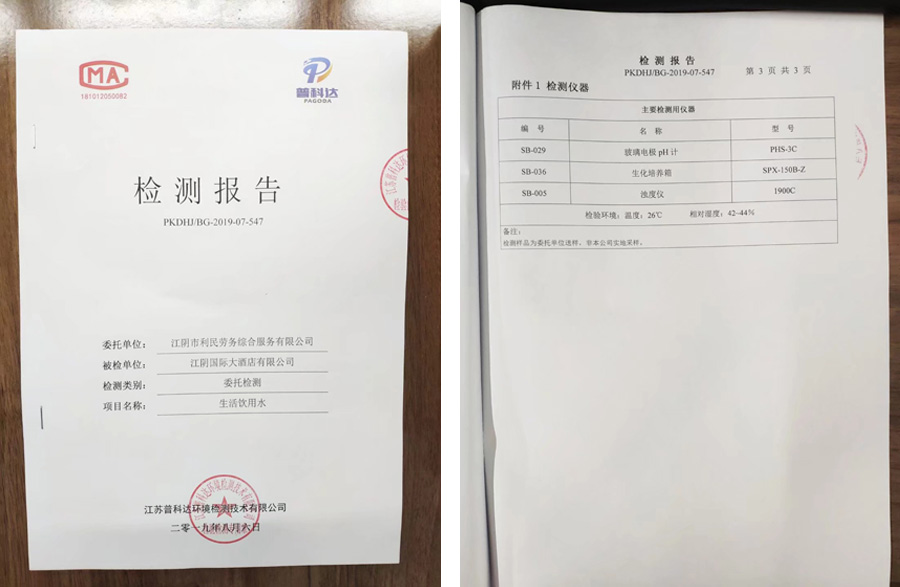 MA
181012050082
普科达
PAGODA
检测报告
PKDHJ/BG-2019-07-547
委托单位：江阴市利民劳务综合服务有限公司
被检单位：江阴国际大酒店有限公司
检测类别：委托检测
项目名称：生活饮用水
江苏普科达环境检测技术有限公司
二零一九年八月六日
检测报告
PKDHJ/BG-2019-07-547 第 3 页 共 3 页
附件 1 检测仪器
主要检测用仪器
编 号 名 称 型 号
SB-029 玻璃电极 pH 计 PHS-3C
SB-036 生化培养箱 SPX-150B-Z
SB-005 浊度仪 1900C
检验环境：温度：26℃ 相对湿度：42~44%
备注：
检测样品为委托单位送样，非本公司实地采样。